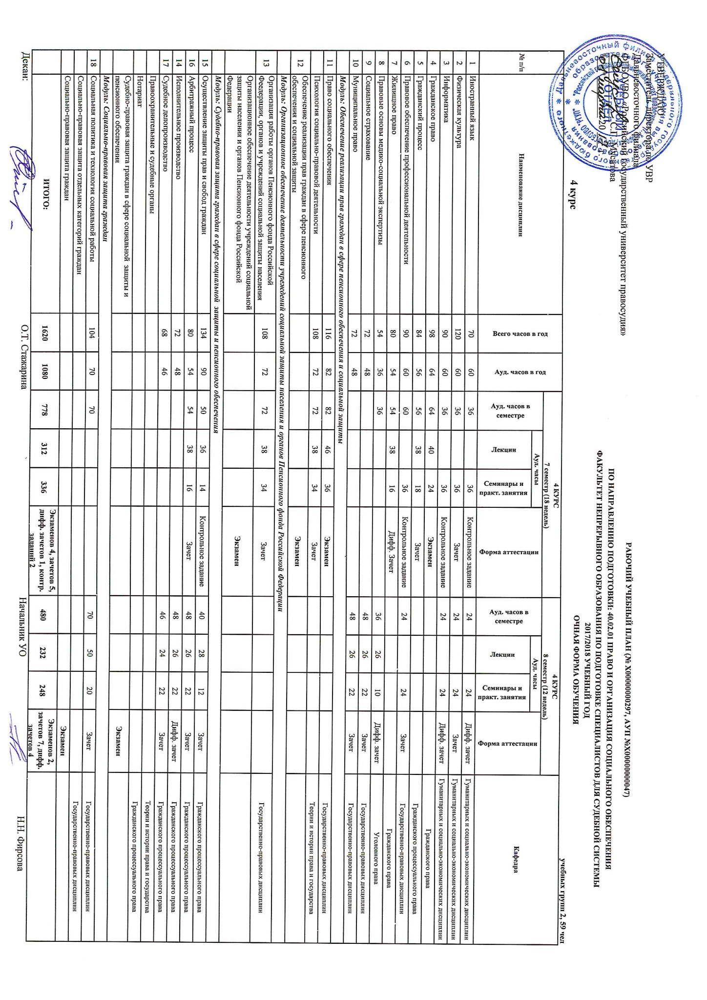 УТВЕРЖДАЮ
Заместитель директора по УВР
Дальневосточного филиала
ФГБОУВО «Российский государственный университет правосудия»
С.Г. Мусатова
августа 2017 г.
УЧЕБНЫЙ
ОТДЕЛ
РАБОЧИЙ УЧЕБНЫЙ ПЛАН (№ X00000000297, АУП №X00000000047)
ПО НАПРАВЛЕНИЮ ПОДГОТОВКИ: 40.02.01 ПРАВО И ОРГАНИЗАЦИЯ СОЦИАЛЬНОГО ОБЕСПЕЧЕНИЯ
ФАКУЛЬТЕТ НЕПРЕРЫВНОГО ОБРАЗОВАНИЯ ПО ПОДГОТОВКЕ СПЕЦИАЛИСТОВ ДЛЯ СУДЕБНОЙ СИСТЕМЫ
2017/2018 УЧЕБНЫЙ ГОД
ОЧНАЯ ФОРМА ОБУЧЕНИЯ
4 курс
учебных групп 2, 59 чел
№ п/п Наименование дисциплин Всего часов в год Ауд. часов в год 4 КУРС 4 КУРС Кафедра
7 семестр (18 недель) 8 семестр (12 недель)
Ауд. часов в семестре Ауд. часы Форма аттестации Ауд. часов в семестре Ауд. часы Форма аттестации
Лекции Семинары и практ. занятия Лекции Семинары и практ. занятия
1 Иностранный язык 70 60 36 36 Контрольное задание 24 24 Дифф. зачет Гуманитарных и социально-экономических дисциплин
2 Физическая культура 120 60 36 36 Зачет 24 24 Зачет Гуманитарных и социально-экономических дисциплин
3 Информатика 90 60 36 36 Контрольное задание 24 24 Дифф. зачет Гуманитарных и социально-экономических дисциплин
4 Гражданское право 98 64 64 40 24 Экзамен Гражданского права
5 Гражданский процесс 84 56 56 38 18 Зачет Гражданского процессуального права
6 Правовое обеспечение профессиональной деятельности 90 60 60 36 Контрольное задание 24 24 Зачет Государственно-правовых дисциплин
7 Жилищное право 80 54 54 38 16 Дифф. Зачет Гражданского права
8 Правовые основы медико-социальной экспертизы 54 36 36 36 26 10 Дифф. зачет Уголовного права
9 Социальное страхование 72 48 48 26 22 Зачет Государственно-правовых дисциплин
10 Муниципальное право 72 48 48 26 22 Зачет Государственно-правовых дисциплин
Модуль: Обеспечение реализации прав граждан в сфере пенсионного обеспечения и социальной защиты
11 Право социального обеспечения 116 82 82 46 36 Экзамен Государственно-правовых дисциплин
Психология социально-правовой деятельности 108 72 72 38 34 Зачет Теории и истории права и государства
12 Обеспечение реализации прав граждан в сфере пенсионного обеспечения и социальной защиты Экзамен
Модуль: Организационное обеспечение деятельности учреждений социальной защиты населения и органов Пенсионного фонда Российской Федерации
13 Организация работы органов Пенсионного фонда Российской Феедерации, органов и учреждений социальной защиты населения 108 72 72 38 34 Зачет Государственно-правовых дисциплин
Организационное обеспечение деятельности учреждений социальной защиты населения и органов Пенсионного фонда Российской Федерации Экзамен
Модуль: Судебно-правовая защита граждан в сфере социальной защиты и пенсионного обеспечения
15 Осуществление защиты прав и свобод граждан 134 90 50 36 14 Контрольное задание 40 28 12 Зачет Гражданского процессуального права
16 Арбитражный процесс 80 54 54 38 16 Зачет 48 26 22 Зачет Гражданского процессуального права
14 Исполнительное производство 72 48 48 26 22 Дифф. зачет Гражданского процессуального права
17 Судебное делопроизводство 68 46 46 24 22 Зачет Гражданского процессуального права
Правоохранительные и судебные органы Теории и истории права и государства
Нотариат Гражданского процессуального права
Судебно-правовая защита граждан в сфере социальной защиты и пенсионного обеспечения Экзамен
Модуль: Социально-правовая защита граждан
18 Социальная политика и технология социальной работы 104 70 70 70 50 20 Зачет Государственно-правовых дисциплин
Социально-правовая защита отдельных категорий граждан Государственно-правовых дисциплин
Социально-правовая защита граждан Экзамен
ИТОГО: 1620 1080 778 312 336 Экзаменов 4, зачетов 5, дифф. зачетов 1, контр. заданий 2 480 232 248 Экзаменов 2, зачетов 7, дифф. зачетов 4
Декан: О.Т. Стажарина Начальник УО Н.Н. Фирсова